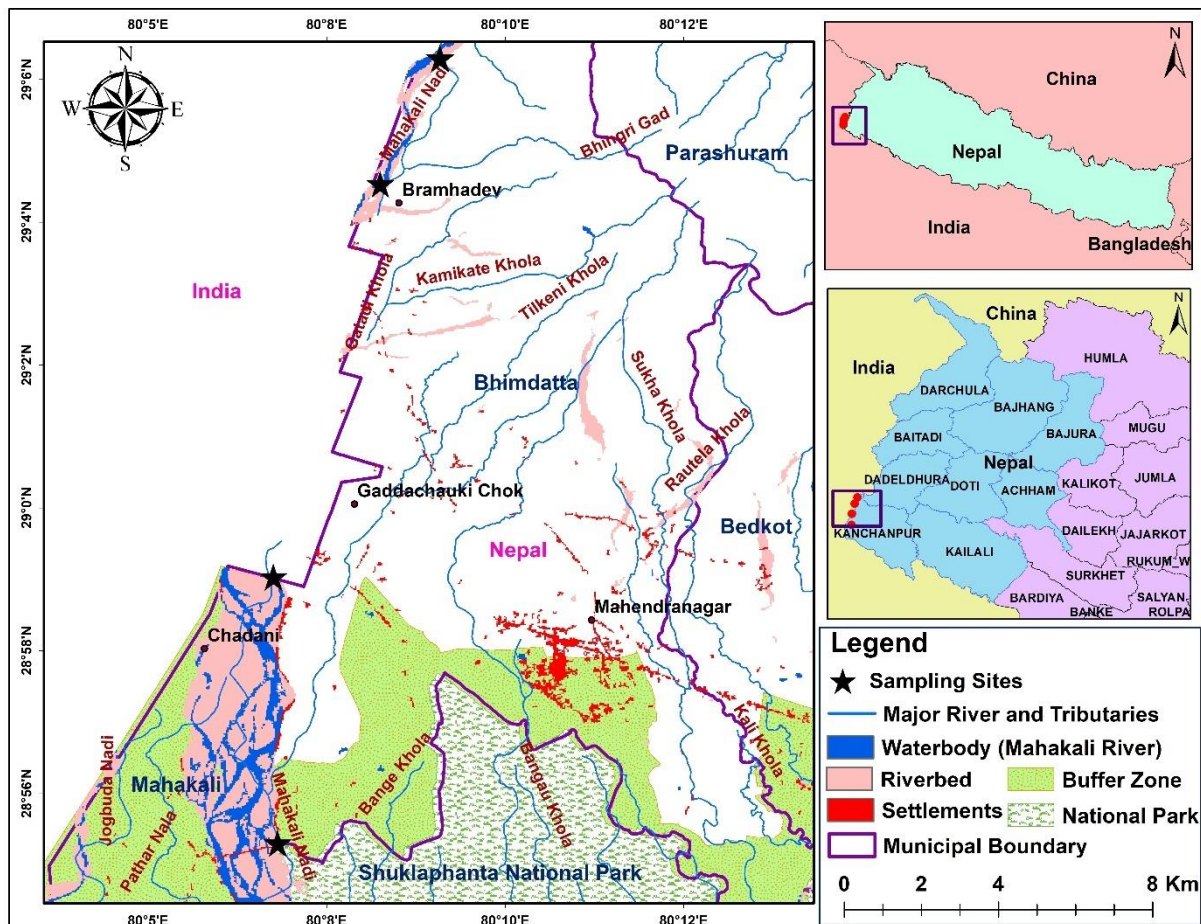 80°5'E
80°8'E
80°10'E
80°12'E
N
W
E
S
29°6'N
29°4'N
29°2'N
29°0'N
28°58'N
28°56'N
Mahakali Nadi
Bhingri Gad
Parashuram
Bramhadev
Gatadi Khola
Kamikate Khola
Tilkeni Khola
India
Bhimdatta
Sukha Khola
Rautela Khola
Gaddachauki Chok
Nepal
Bedkot
Mahendranagar
Chadani
Jogbuda Nadi
Mahakali
Pathar Nala
Mahakali Nadi
Bange Khola
Bangau Khola
Kali Khola
Shuklaphanta National Park
80°5'E
80°8'E
80°10'E
80°12'E
N
China
Nepal
India
Bangladesh
N
China
India
HUMLA
DARCHULA
BAJHANG
MUGU
BAITADI
BAJURA
Nepal
DADELDHURA
DOTI
ACHHAM
KALIKOT
JUMLA
KANCHANPUR
DAILEKH
JAJARKOT
KAILALI
RUKUM_W
SURKHET
BARDIYA
SALYAN
BANKE
ROLPA
Legend
Sampling Sites
Major River and Tributaries
Waterbody (Mahakali River)
Riverbed
Buffer Zone
Settlements
National Park
Municipal Boundary
0 2 4 8 Km